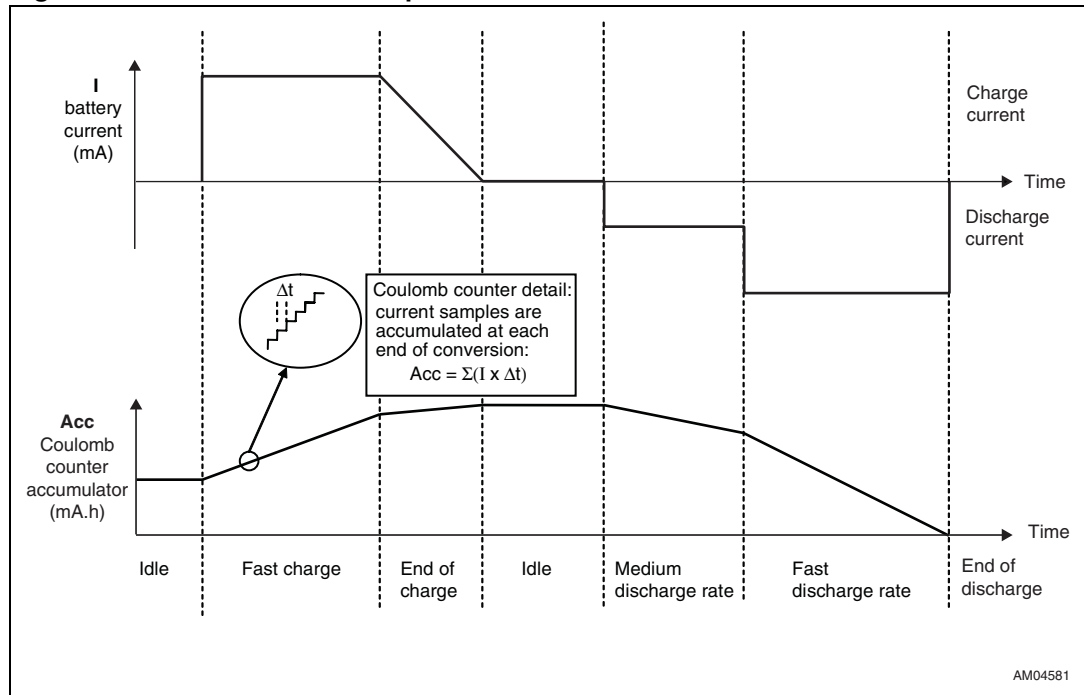 I
battery
current
(mA)
Charge
current
Time
Discharge
current
Δt
Coulomb counter detail:
current samples are
accumulated at each
end of conversion:
Acc = Σ(I x Δt)
Acc
Coulomb
counter
accumulator
(mA.h)
Time
Idle
Fast charge
End of
charge
Idle
Medium
discharge rate
Fast
discharge rate
End of
discharge
AM04581